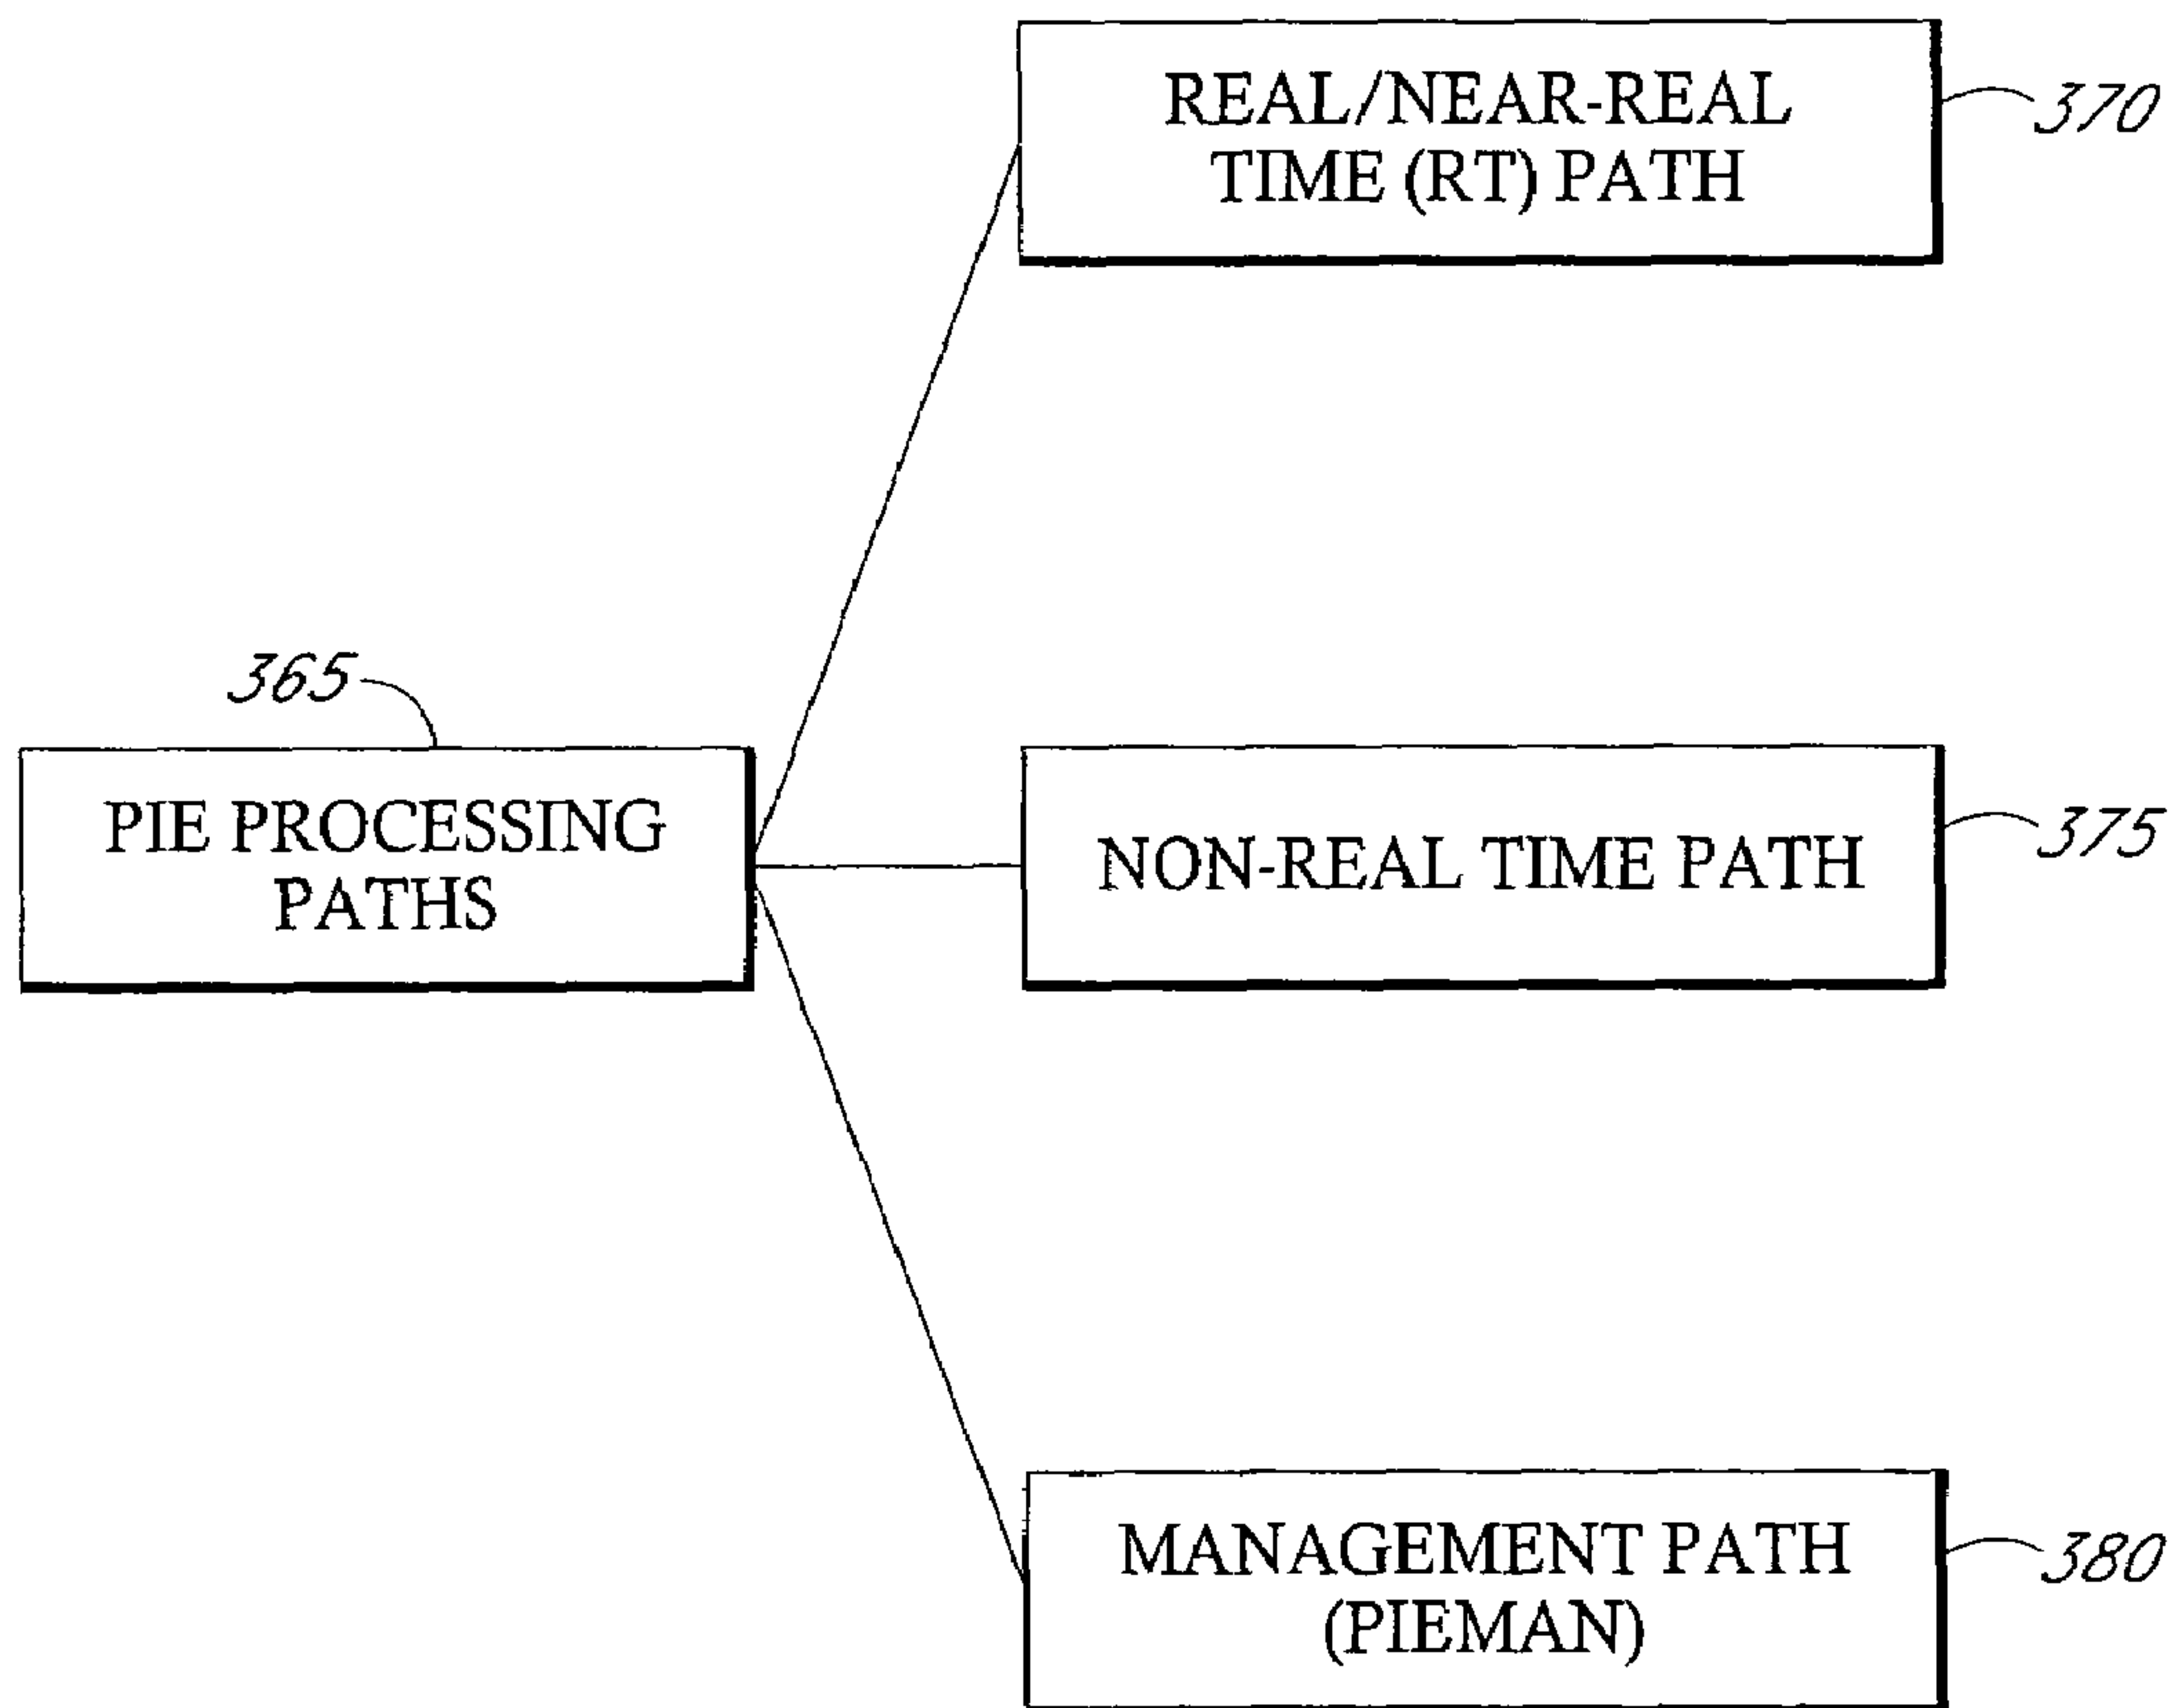 REAL/NEAR-REAL
TIME (RT) PATH
370
365
PIE PROCESSING
PATHS
NON-REAL TIME PATH
375
MANAGEMENT PATH
(PIEMAN)
380